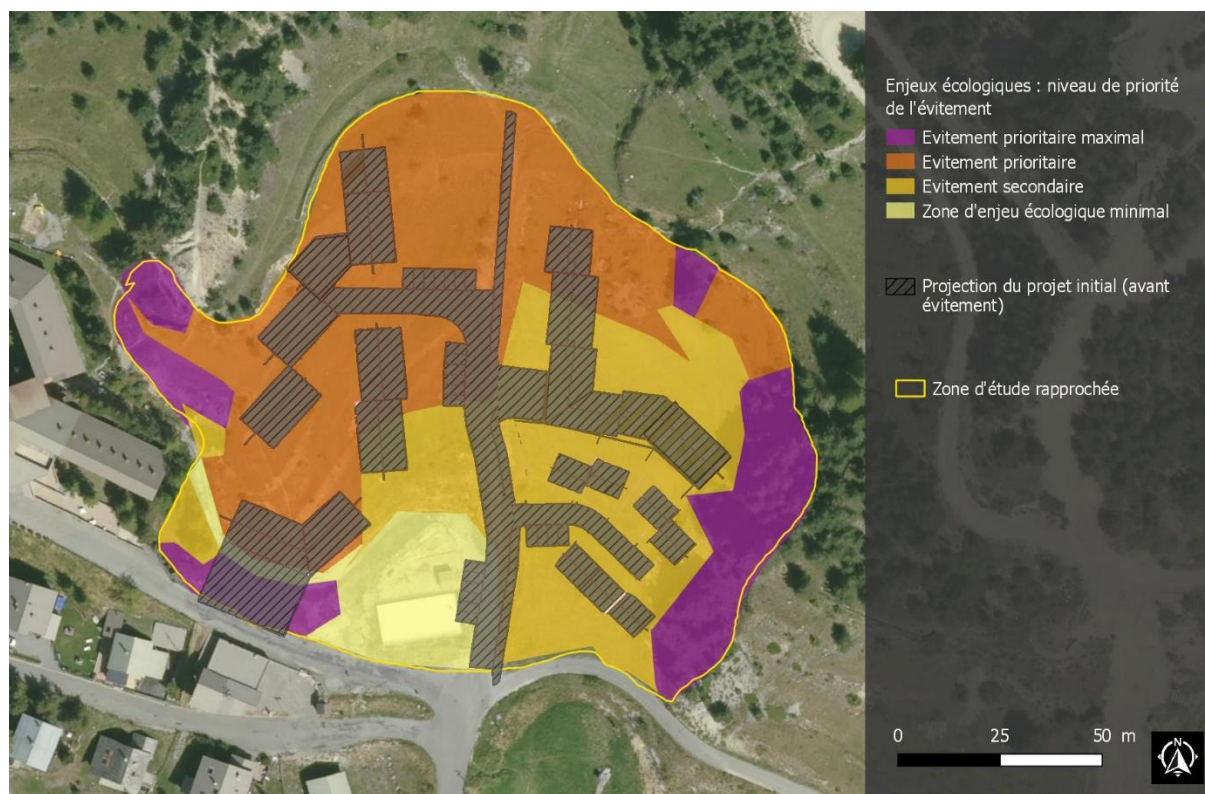 Enjeux écologiques : niveau de priorité
de l'évitement
Evitement prioritaire maximal
Evitement prioritaire
Evitement secondaire
Zone d'enjeu écologique minimal
Projection du projet initial (avant
évitement)
Zone d'étude rapprochée
0 25 50 m
N